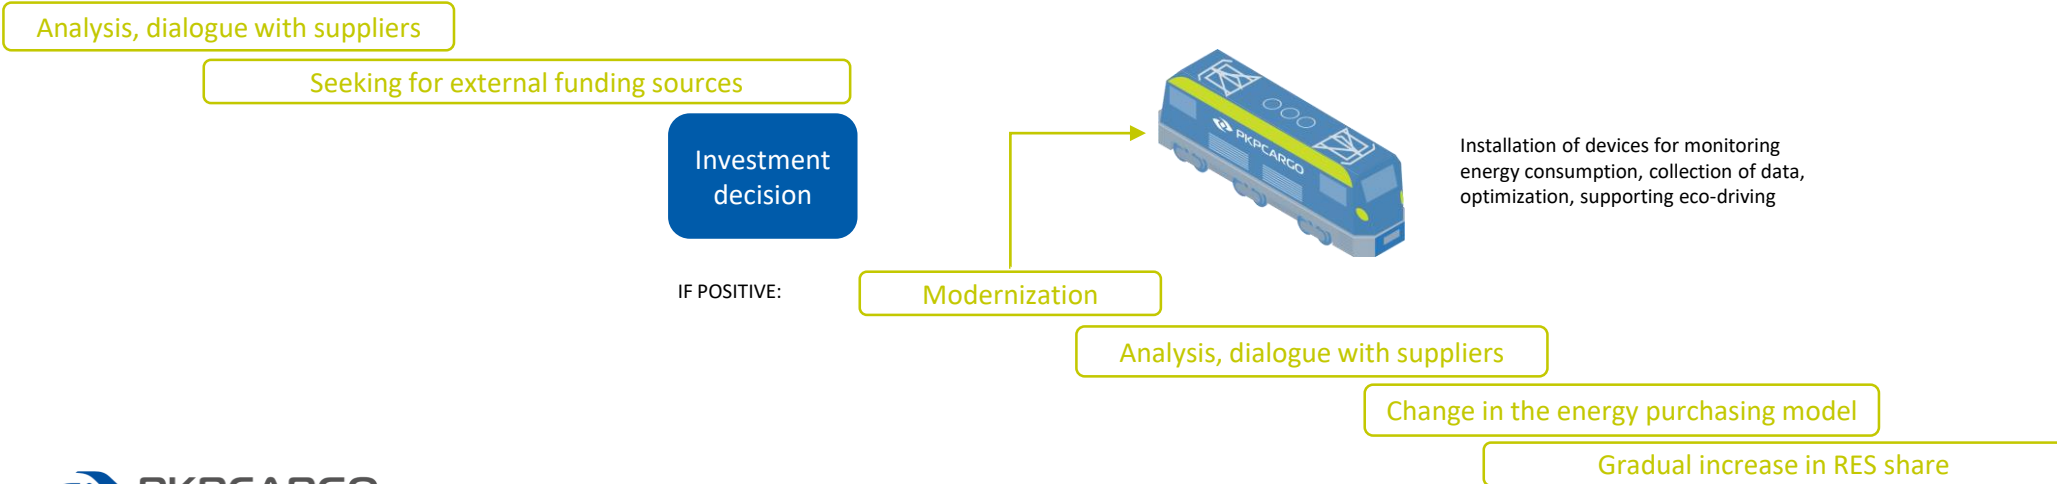 Analysis, dialogue with suppliers
Seeking for external funding sources
Investment
decision
PKPCARGO
Installation of devices for monitoring
energy consumption, collection of data,
optimization, supporting eco-driving
IF POSITIVE:
Modernization
Analysis, dialogue with suppliers
Change in the energy purchasing model
Gradual increase in RES share
PKPCARGO